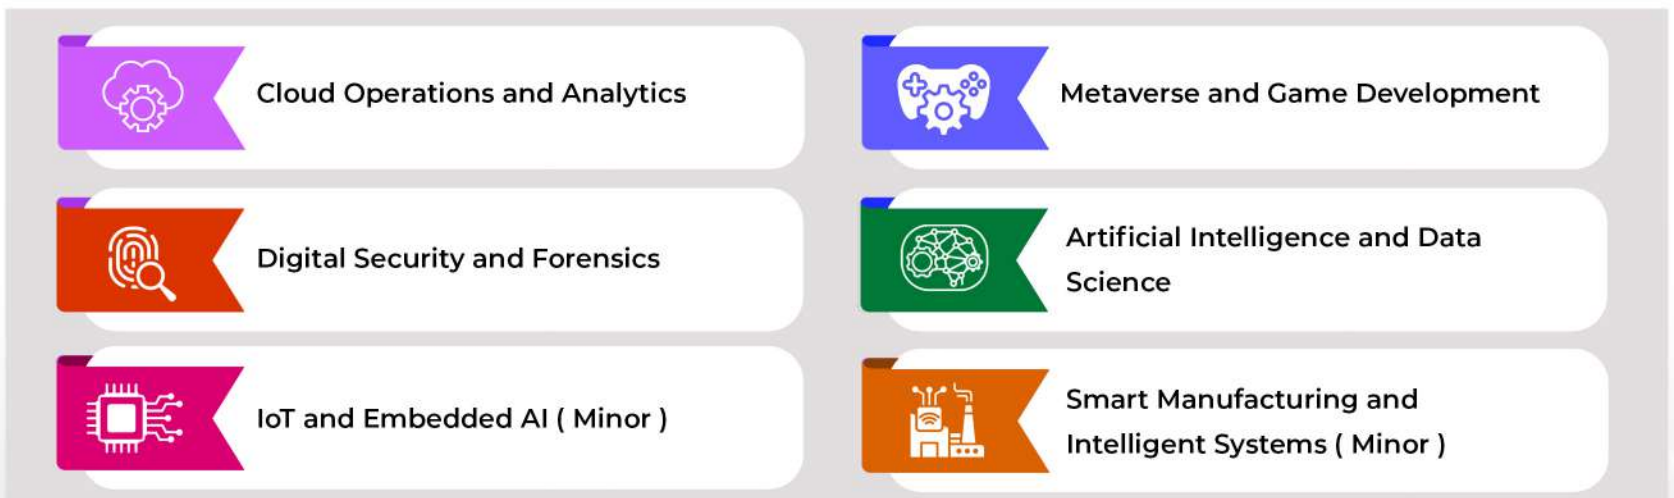 Cloud Operations and Analytics
Metaverse and Game Development
Digital Security and Forensics
Artificial Intelligence and Data
Science
IoT and Embedded AI ( Minor )
Smart Manufacturing and
Intelligent Systems ( Minor )